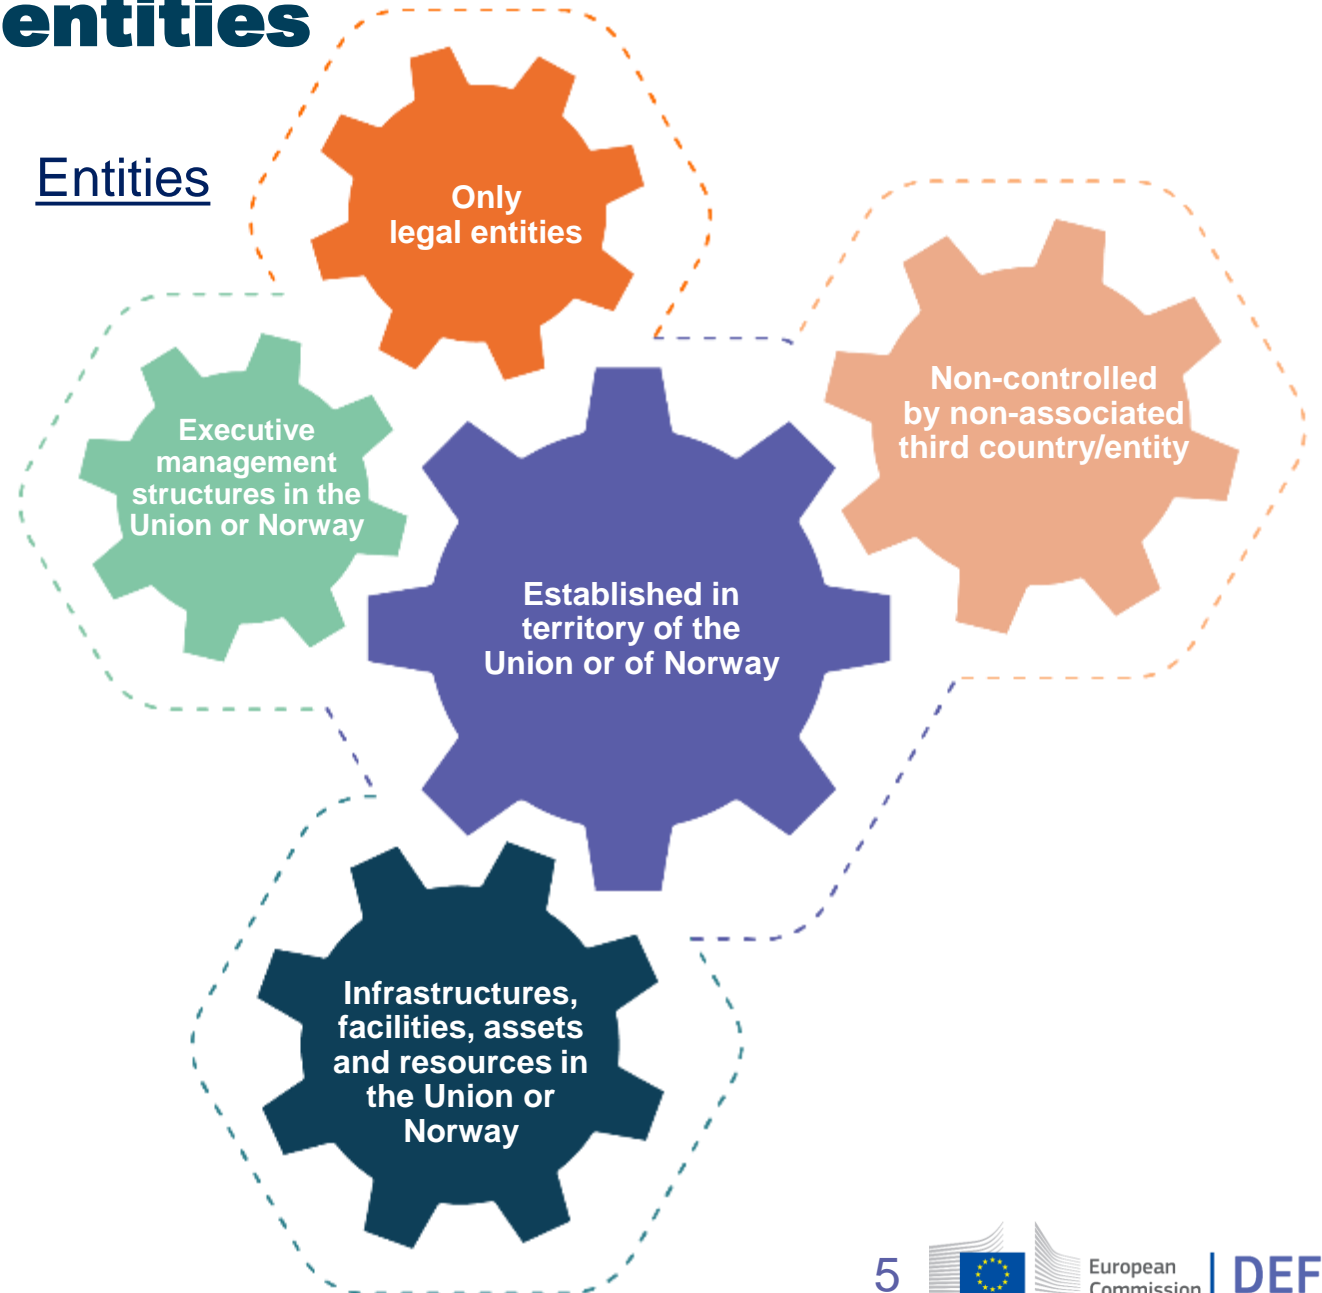 entities
Entities
Only
legal entities
Non-controlled
by non-associated
third country/entity
Executive
management
structures in the
Union or Norway
Established in
territory of the
Union or of Norway
Infrastructures,
facilities, assets
and resources in
the Union or
Norway
5
European
Commission
DEF